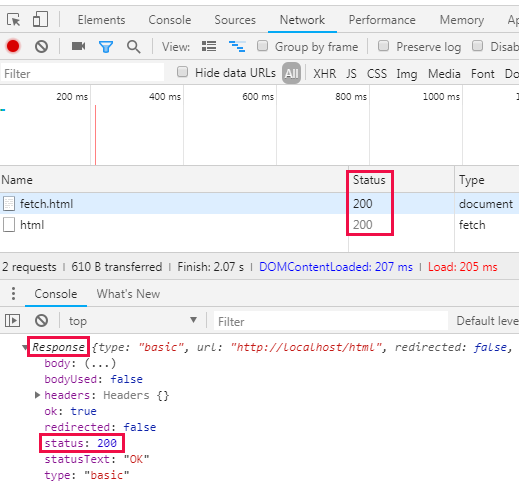 Elements Console Sources Network Performance Memory Ap
View: Group by frame Preserve log Disab
Filter Hide data URLs All XHR JS CSS Img Media Font Do
200 ms 400 ms 600 ms 800 ms 1000 ms
Name Status Type
fetch.html 200 document
html 200 fetch
2 requests | 610 B transferred | Finish: 2.07 s | DOMContentLoaded: 207 ms | Load: 205 ms
Console What's New
top Filter Default level
Response {type: "basic", url: "http://localhost/html", redirected: false,
body: (...)
bodyUsed: false
headers: Headers {}
ok: true
redirected: false
status: 200
statusText: "OK"
type: "basic"